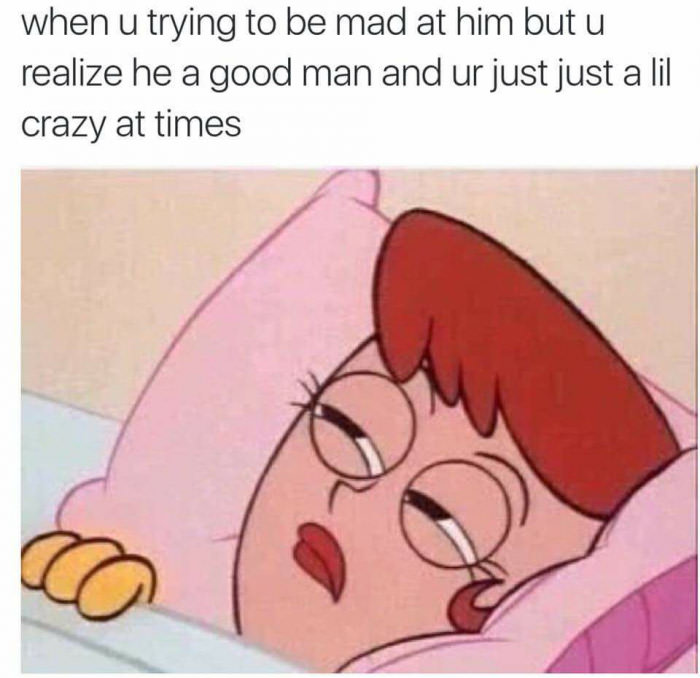 when u trying to be mad at him but u
realize he a good man and ur just just a lil
crazy at times